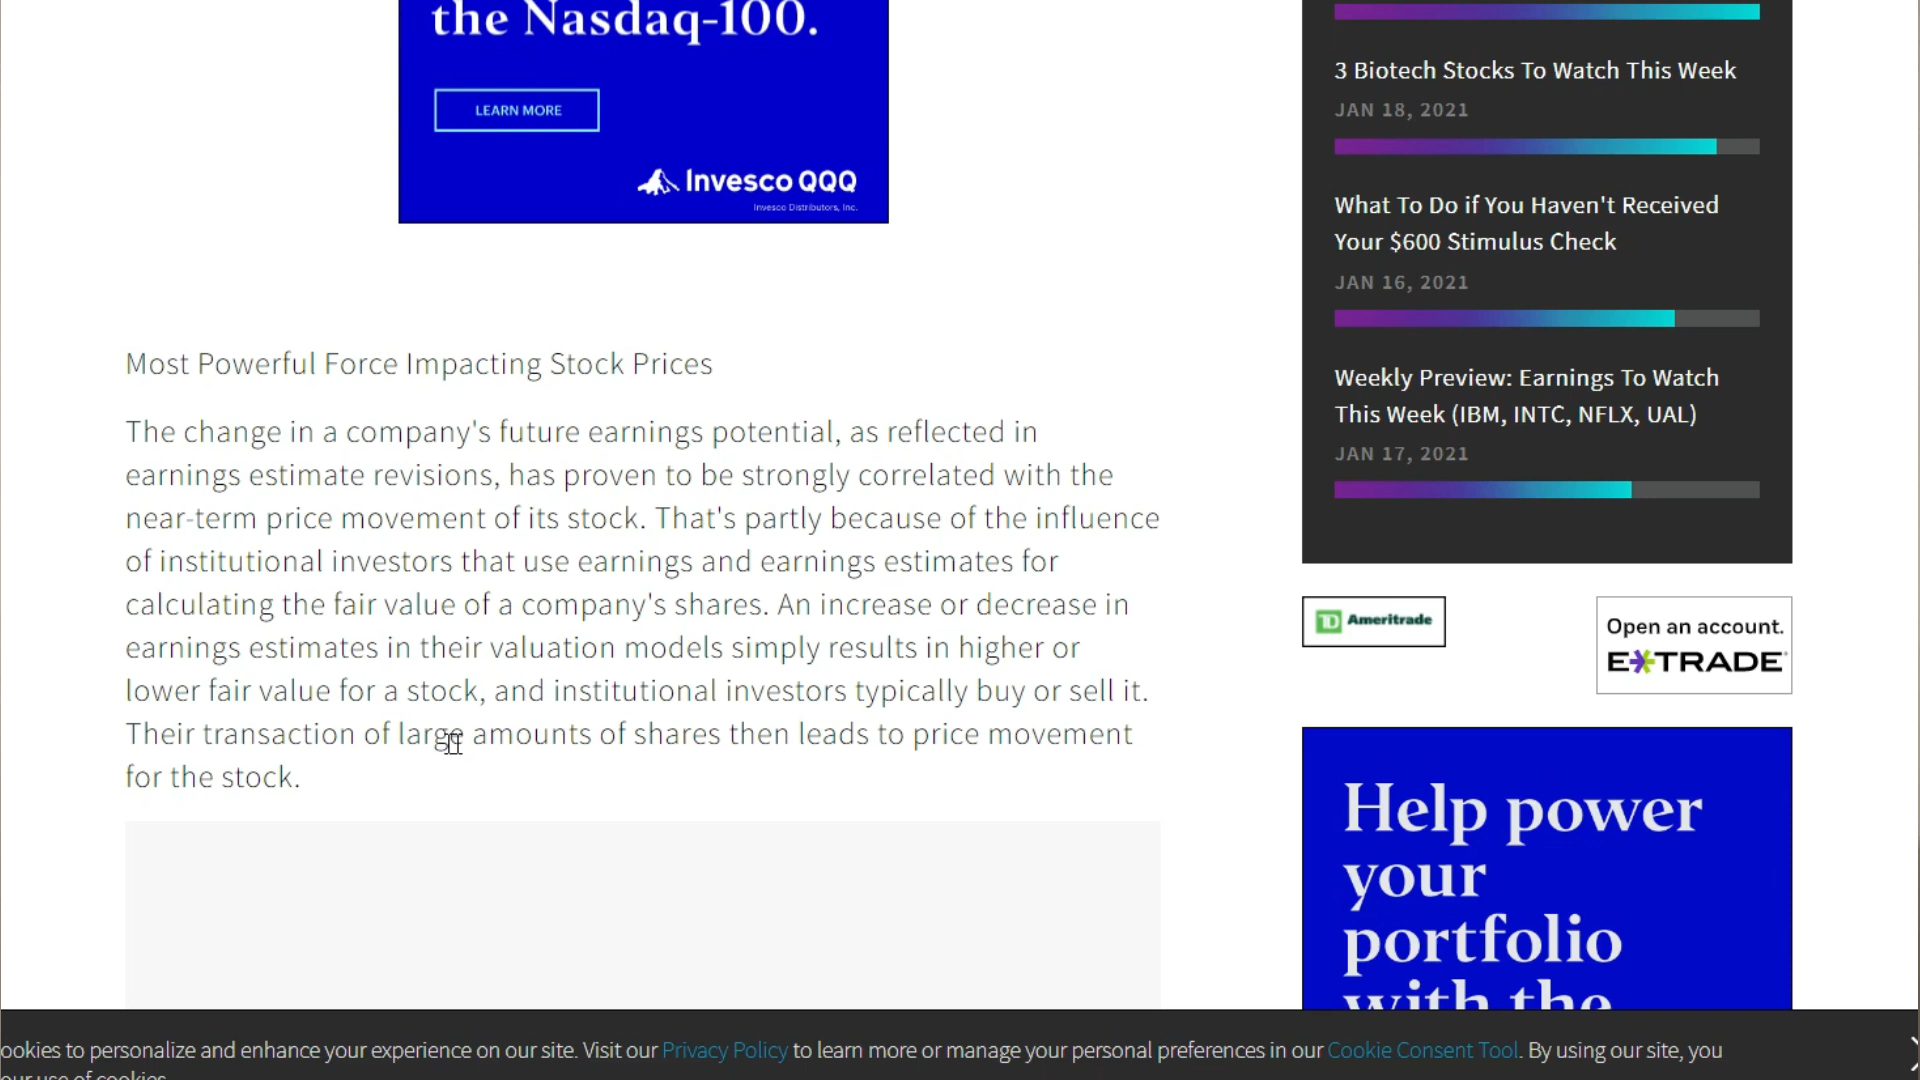 the Nasdaq-100.
LEARN MORE
Invesco QQQ
Invesco Distributors, Inc.
Most Powerful Force Impacting Stock Prices
The change in a company's future earnings potential, as reflected in
earnings estimate revisions, has proven to be strongly correlated with the
near-term price movement of its stock. That's partly because of the influence
of institutional investors that use earnings and earnings estimates for
calculating the fair value of a company's shares. An increase or decrease in
earnings estimates in their valuation models simply results in higher or
lower fair value for a stock, and institutional investors typically buy or sell it.
Their transaction of large amounts of shares then leads to price movement
for the stock.
3 Biotech Stocks To Watch This Week
JAN 18, 2021
What To Do if You Haven't Received
Your $600 Stimulus Check
JAN 16, 2021
Weekly Preview: Earnings To Watch
This Week (IBM, INTC, NFLX, UAL)
JAN 17, 2021
TD Ameritrade
Open an account.
E*TRADE
Help power
your
portfolio
with the
ookies to personalize and enhance your experience on our site. Visit our Privacy Policy to learn more or manage your personal preferences in our Cookie Consent Tool. By using our site, you
our use of cookies